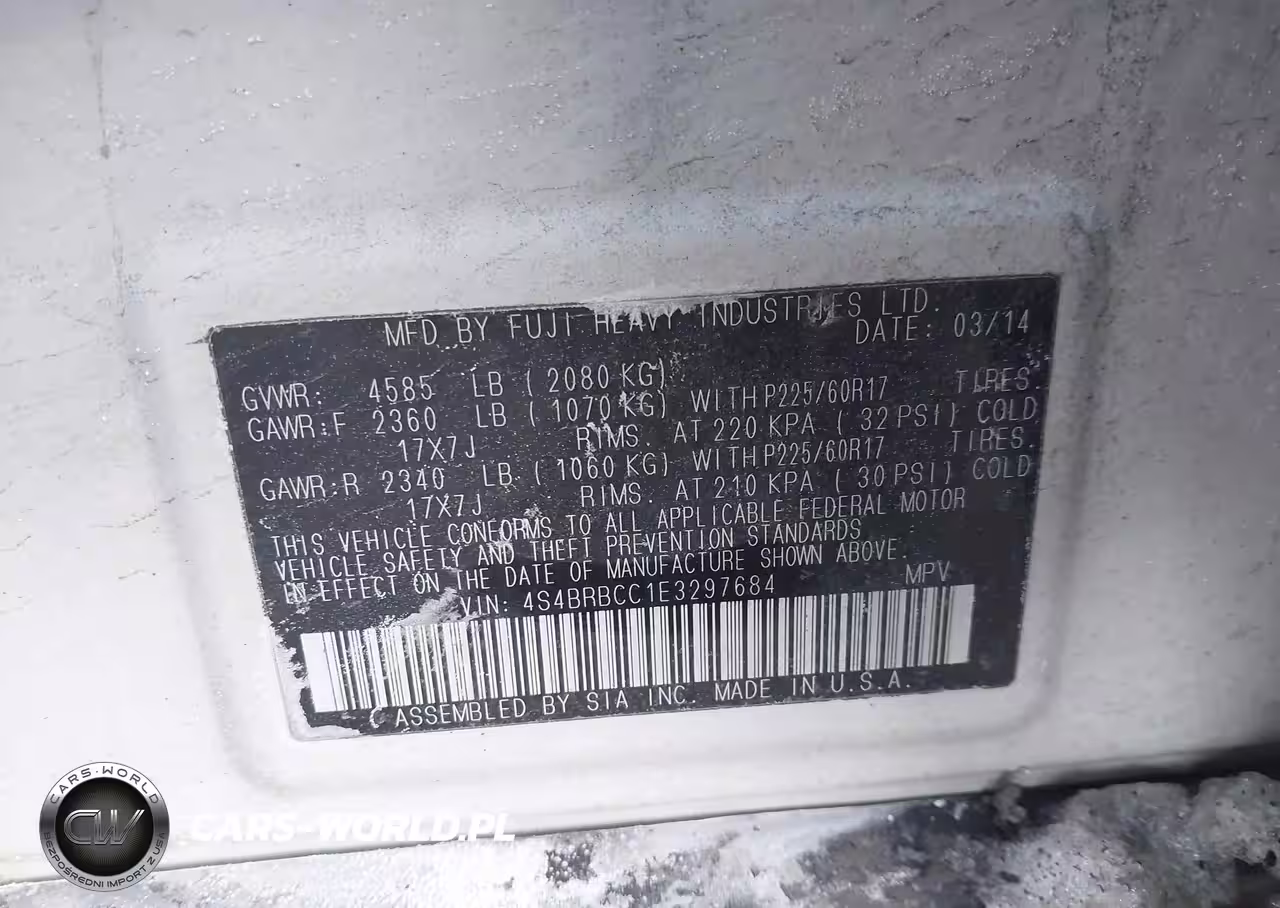 MFD BY FUJI HEAVY INDUSTRIES LTD.
DATE: 03/14
GVWR: 4585 LB (2080 KG)
GAWR:F 2360 LB (1070 KG) WITH P225/60R17 TIRES.
17X7J RIMS. AT 220 KPA (32 PSI) COLD
GAWR:R 2340 LB. (1060 KG) WITH P225/60R17 TIRES.
17X7J RIMS. AT 210 KPA (30 PSI) COLD
THIS VEHICLE CONFORMS TO ALL APPLICABLE FEDERAL MOTOR
VEHICLE SAFETY AND THEFT PREVENTION STANDARDS
IN EFFECT ON THE DATE OF MANUFACTURE SHOWN ABOVE.
VIN: 4S4BRBCC1E3297684 MPV
ASSEMBLED BY SIA INC. MADE IN U.S.A.
CARS-WORLD
CW
BEZPOŚREDNI IMPORT Z USA
CARS-WORLD.PL